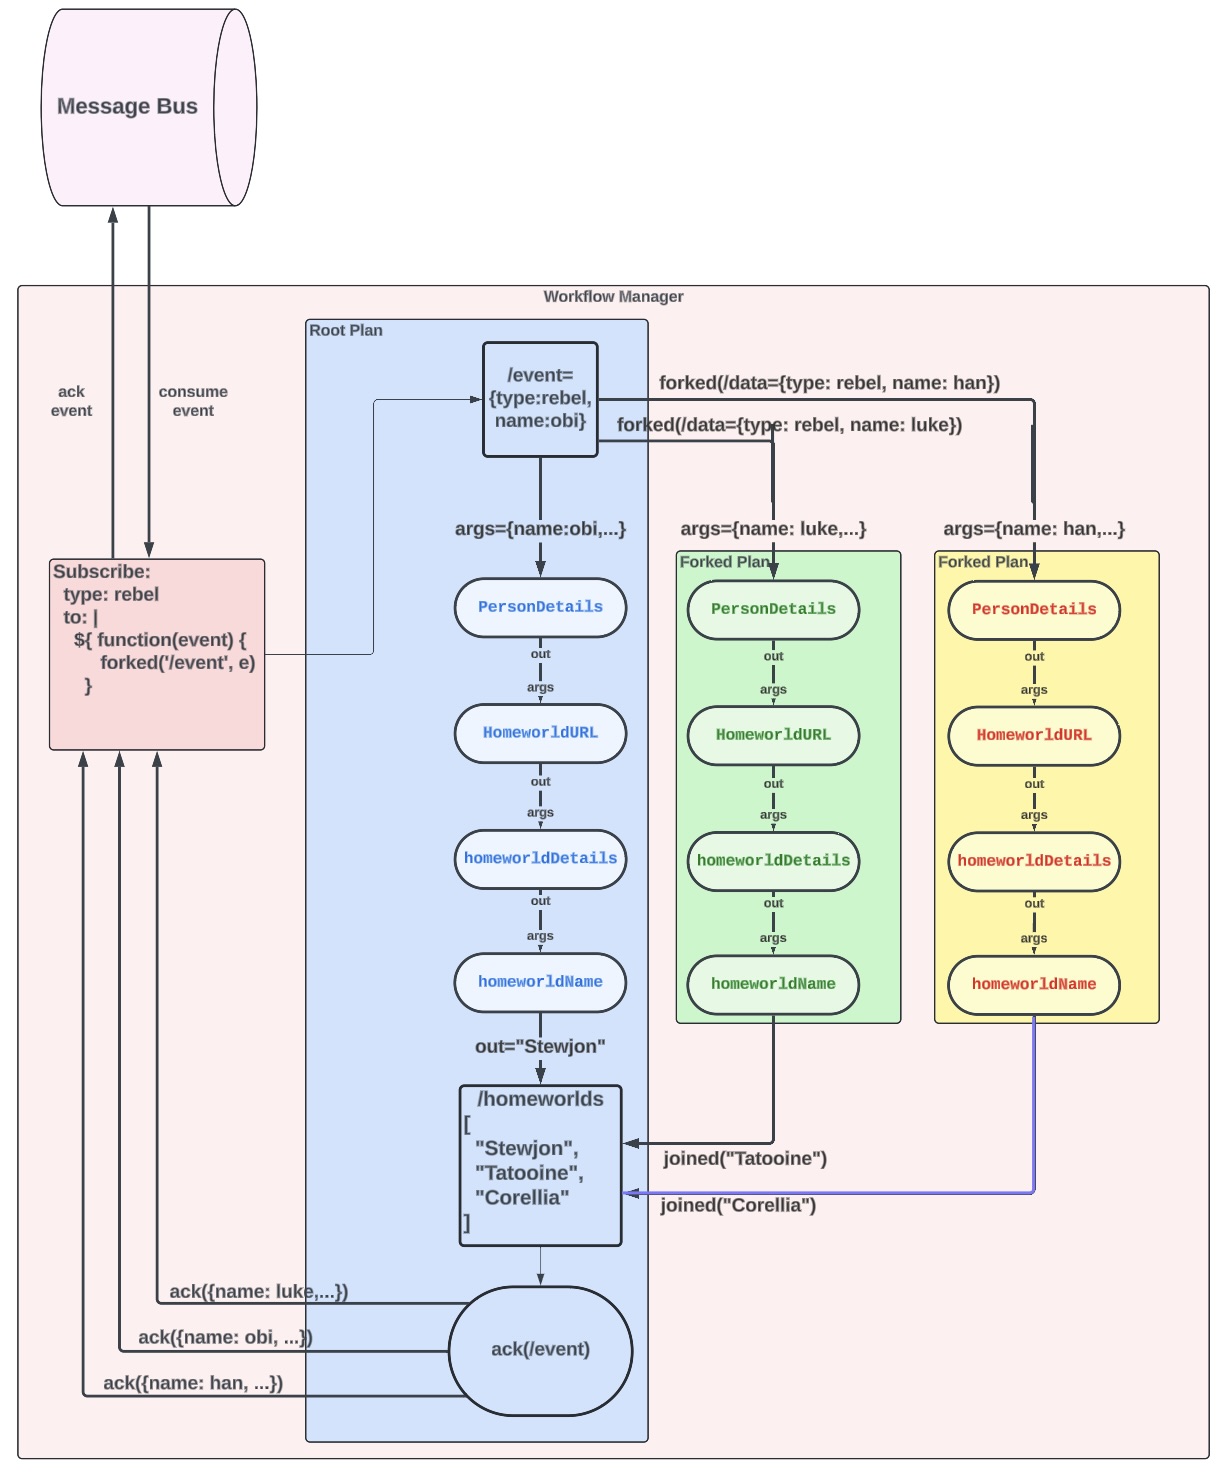 Message Bus
Workflow Manager
Root Plan
/event=
{type:rebel,
name:obi}
forked(/data={type: rebel, name: han})
forked(/data={type: rebel, name: luke})
ack
event
consume
event
args={name:obi,...}
args={name: luke,...}
args={name: han,...}
Subscribe:
type: rebel
to: |
${ function(event) {
forked('/event', e)
}
Forked Plan
Forked Plan
PersonDetails
PersonDetails
PersonDetails
out
out
out
args
args
args
HomeworldURL
HomeworldURL
HomeworldURL
out
out
out
args
args
args
homeworldDetails
homeworldDetails
homeworldDetails
out
out
out
args
args
args
homeworldName
homeworldName
homeworldName
out="Stewjon"
/homeworlds
[
"Stewjon",
"Tatooine",
"Corellia"
]
joined("Tatooine")
joined("Corellia")
ack({name: luke,...})
ack({name: obi, ...})
ack({name: han, ...})
ack(/event)